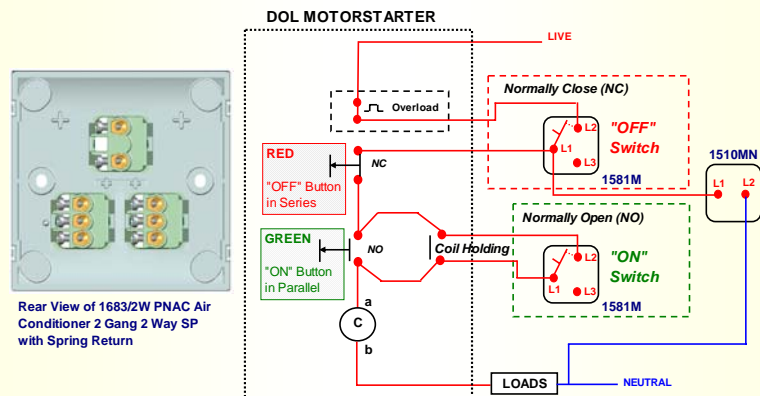 DOL MOTORSTARTER
LIVE
Overload
Normally Close (NC)
L2
L1
L3
"OFF"
Switch
1581M
1510MN
L1
L2
RED
NC
"OFF" Button
in Series
GREEN
NO
"ON" Button
in Parallel
Coil Holding
Normally Open (NO)
L2
L1
L3
"ON"
Switch
1581M
a
C
b
LOADS
NEUTRAL
Rear View of 1683/2W PNAC Air
Conditioner 2 Gang 2 Way SP
with Spring Return